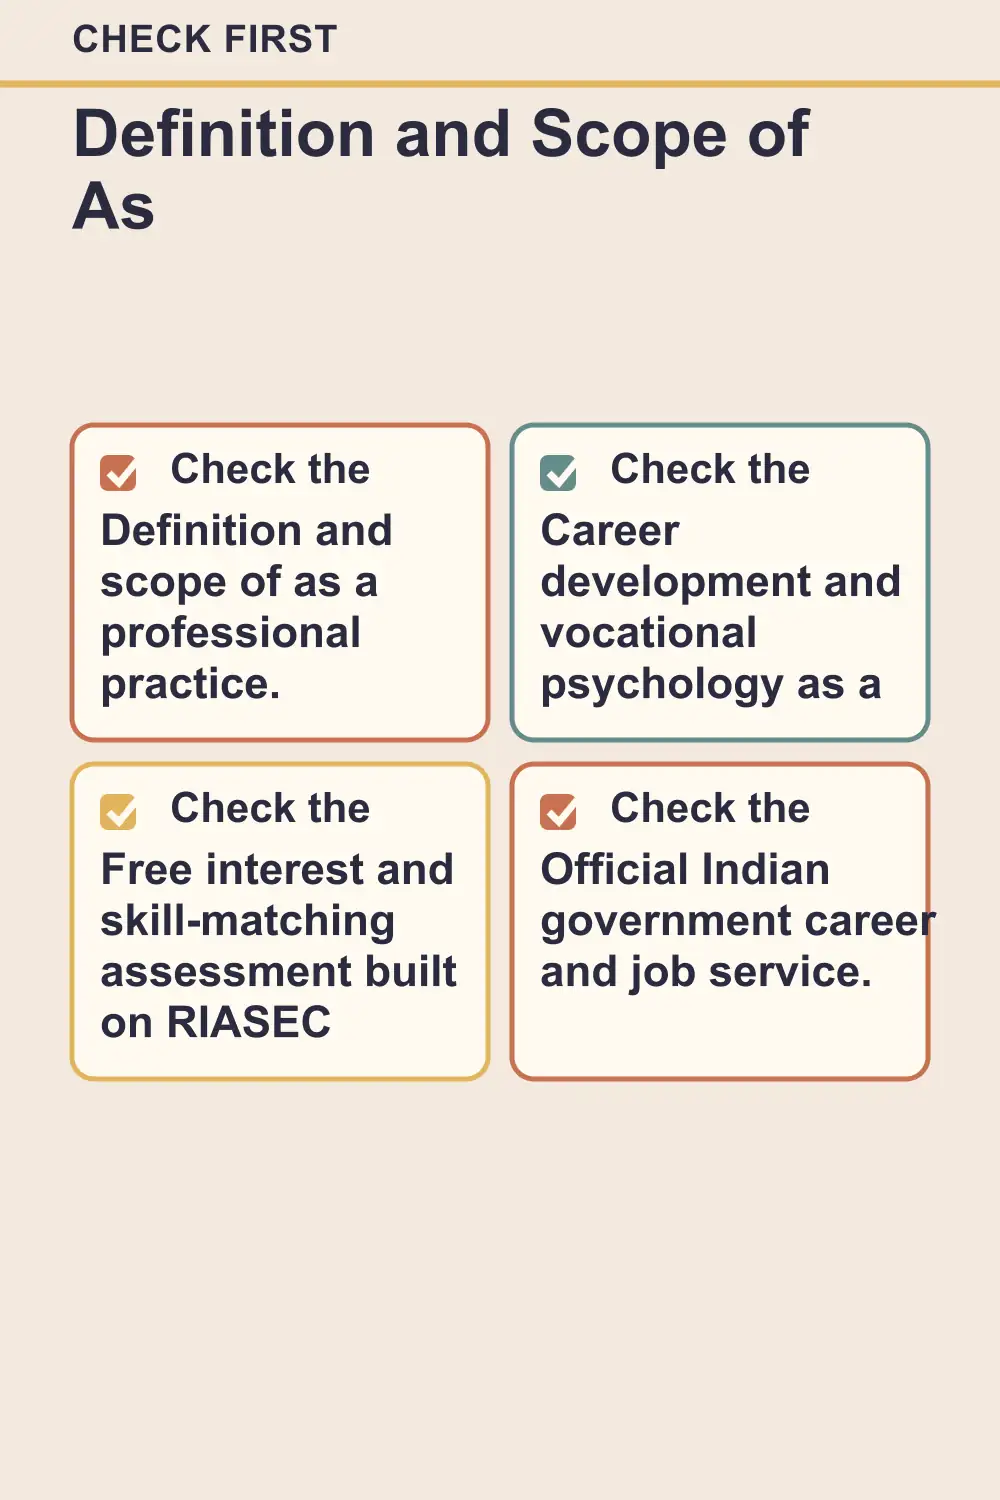 CHECK FIRST
Definition and Scope of
As
Check the
Definition and
scope of as a
professional
practice.
Check the
Career
development and
vocational
psychology as a
Check the
Free interest and
skill-matching
assessment built
on RIASEC
Check the
Official Indian
government career
and job service.